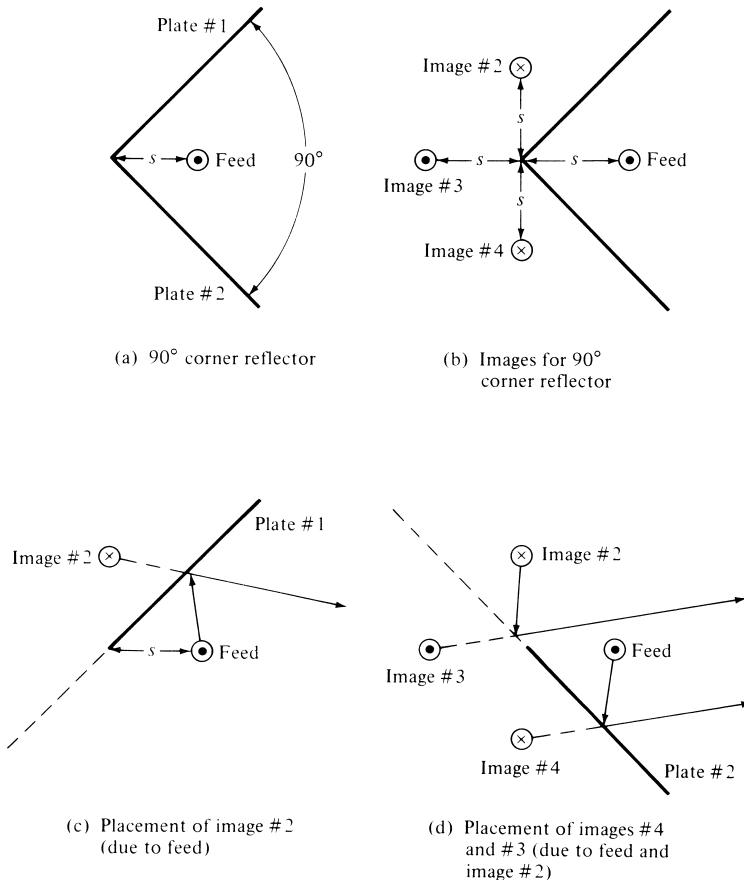 Plate #1
s
Feed
90°
Plate #2
(a) 90° corner reflector
Image #2
s
s
s
Feed
Image #3
s
Image #4
(b) Images for 90°
corner reflector
Plate #1
Image #2
s
Feed
(c) Placement of image #2
(due to feed)
Image #2
Feed
Image #3
Image #4
Plate #2
(d) Placement of images #4
and #3 (due to feed and
image #2)